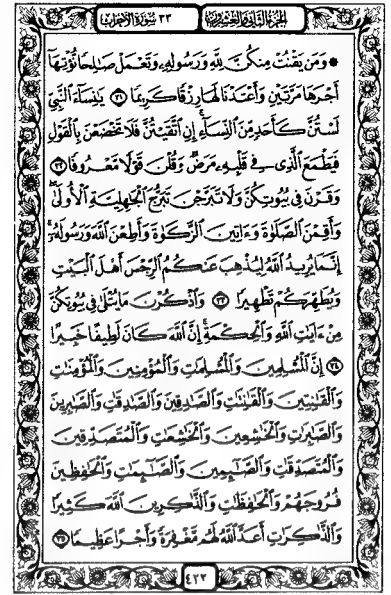 الجزء الثاني والعشرون ٣٣ سورة الأحزاب
۞ وَمَن يَقْنُتْ مِنكُنَّ لِلَّهِ وَرَسُولِهِۦ وَتَعْمَلْ صَٰلِحًا نُّؤْتِهَآ
أَجْرَهَا مَرَّتَيْنِ وَأَعْتَدْنَا لَهَا رِزْقًا كَرِيمًا ٣١ يَٰنِسَآءَ ٱلنَّبِيِّ
لَسْتُنَّ كَأَحَدٍ مِّنَ ٱلنِّسَآءِ إِنِ ٱتَّقَيْتُنَّ فَلَا تَخْضَعْنَ بِٱلْقَوْلِ
فَيَطْمَعَ ٱلَّذِي فِي قَلْبِهِۦ مَرَضٌ وَقُلْنَ قَوْلًا مَّعْرُوفًا ٣٢
وَقَرْنَ فِي بُيُوتِكُنَّ وَلَا تَبَرَّجْنَ تَبَرُّجَ ٱلْجَٰهِلِيَّةِ ٱلْأُولَىٰ
وَأَقِمْنَ ٱلصَّلَوٰةَ وَءَاتِينَ ٱلزَّكَوٰةَ وَأَطِعْنَ ٱللَّهَ وَرَسُولَهُۥٓ
إِنَّمَا يُرِيدُ ٱللَّهُ لِيُذْهِبَ عَنكُمُ ٱلرِّجْسَ أَهْلَ ٱلْبَيْتِ
وَيُطَهِّرَكُمْ تَطْهِيرًا ٣٣ وَٱذْكُرْنَ مَا يُتْلَىٰ فِي بُيُوتِكُنَّ
مِنْ ءَايَٰتِ ٱللَّهِ وَٱلْحِكْمَةِ إِنَّ ٱللَّهَ كَانَ لَطِيفًا خَبِيرًا
٣٤ إِنَّ ٱلْمُسْلِمِينَ وَٱلْمُسْلِمَٰتِ وَٱلْمُؤْمِنِينَ وَٱلْمُؤْمِنَٰتِ
وَٱلْقَٰنِتِينَ وَٱلْقَٰنِتَٰتِ وَٱلصَّٰدِقِينَ وَٱلصَّٰدِقَٰتِ وَٱلصَّٰبِرِينَ
وَٱلصَّٰبِرَٰتِ وَٱلْخَٰشِعِينَ وَٱلْخَٰشِعَٰتِ وَٱلْمُتَصَدِّقِينَ
وَٱلْمُتَصَدِّقَٰتِ وَٱلصَّٰٓئِمِينَ وَٱلصَّٰٓئِمَٰتِ وَٱلْحَٰفِظِينَ
فُرُوجَهُمْ وَٱلْحَٰفِظَٰتِ وَٱلذَّٰكِرِينَ ٱللَّهَ كَثِيرًا
وَٱلذَّٰكِرَٰتِ أَعَدَّ ٱللَّهُ لَهُم مَّغْفِرَةً وَأَجْرًا عَظِيمًا ٣٥
٤٢٢